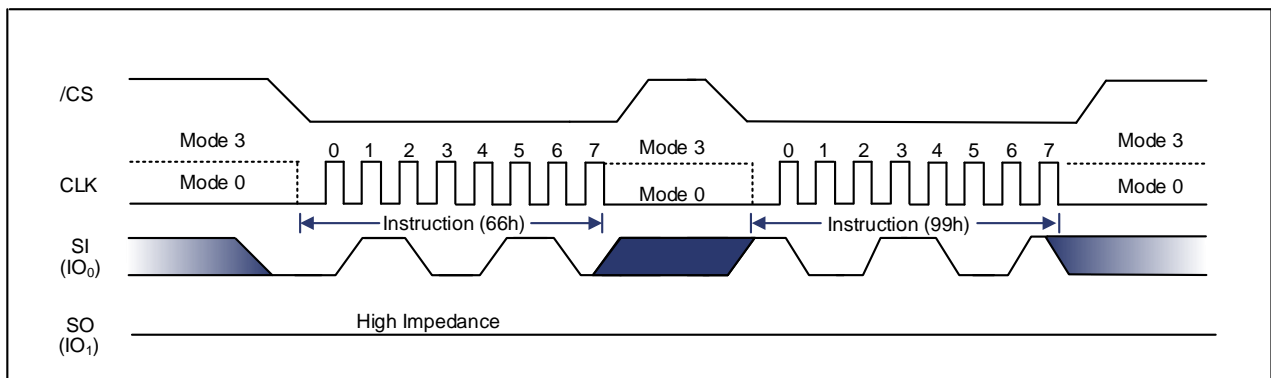 /CS
Mode 3
0 1 2 3 4 5 6 7
Mode 3
0 1 2 3 4 5 6 7
Mode 3
CLK
Mode 0
Mode 0
Mode 0
Instruction (66h)
Instruction (99h)
SI
(IO₀)
High Impedance
SO
(IO₁)